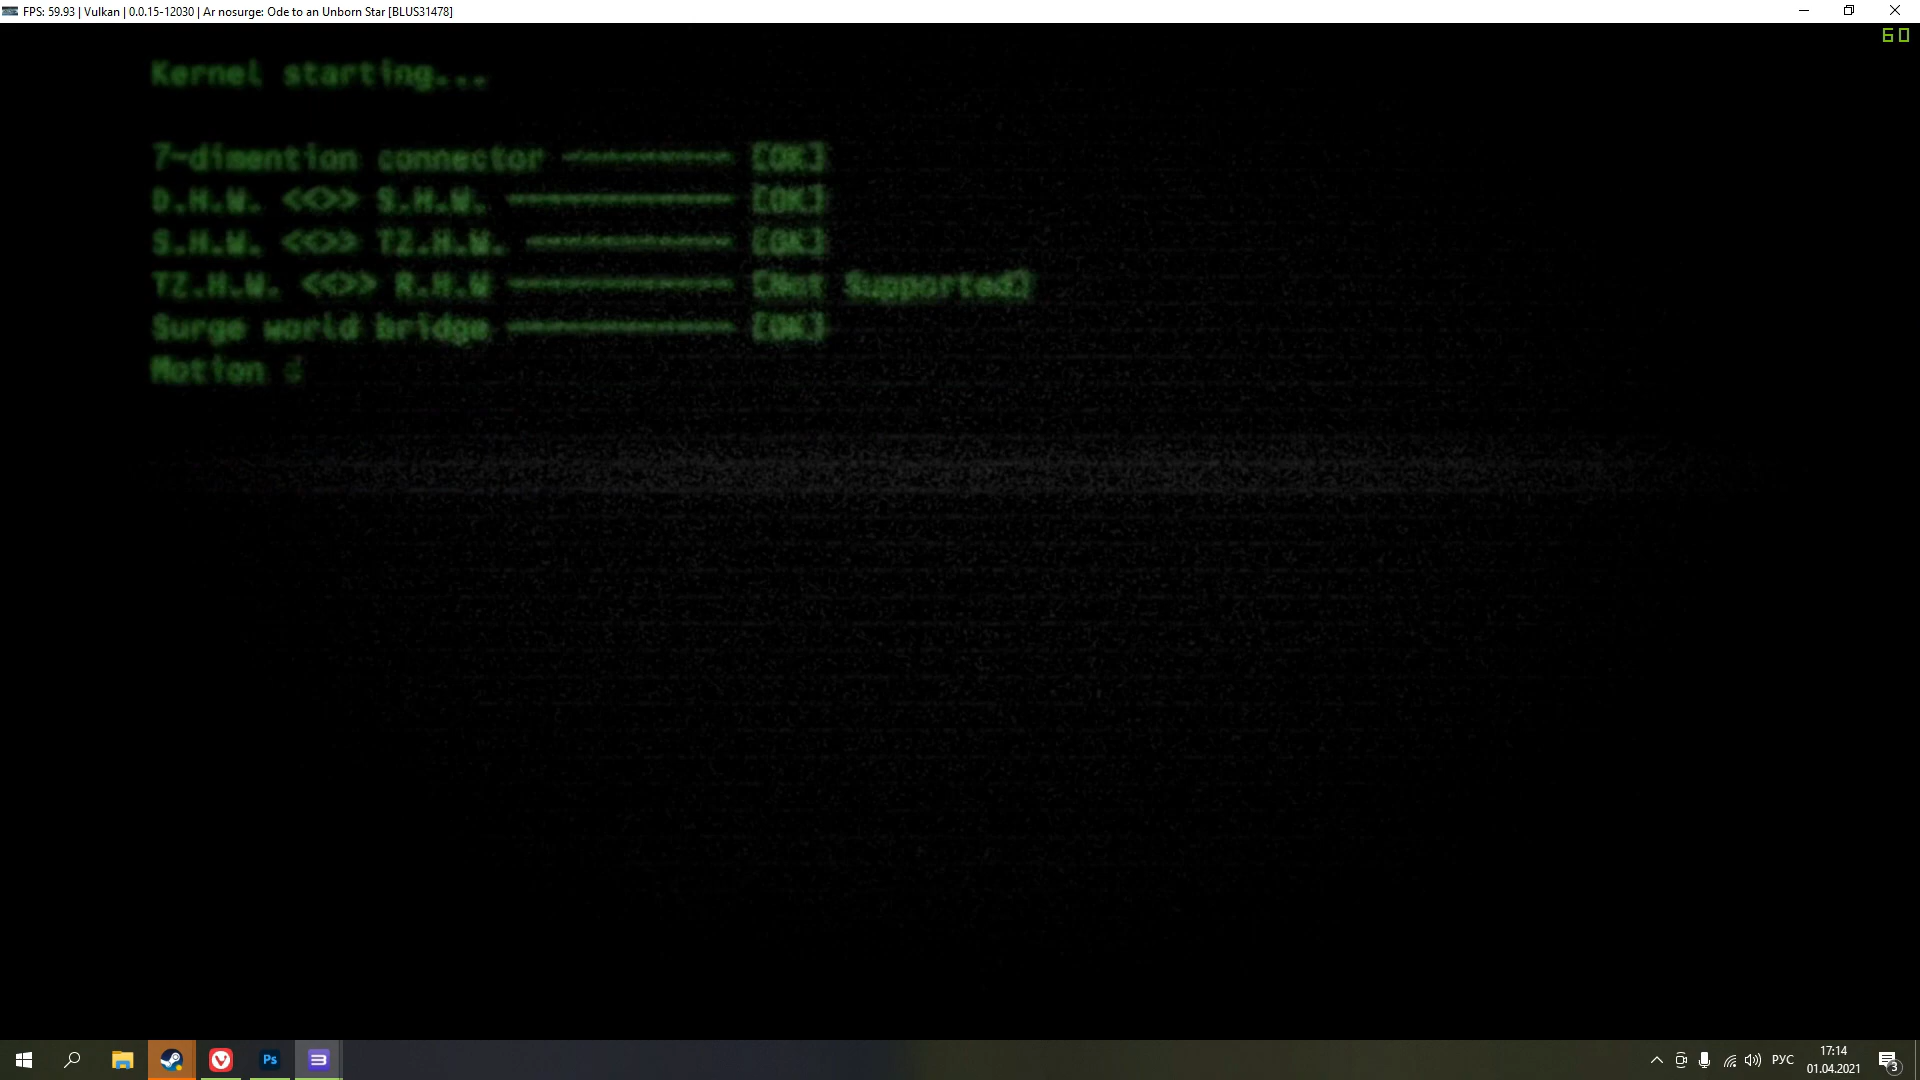 FPS: 59.93 | Vulkan | 0.0.15-12030 | Ar nosurge: Ode to an Unborn Star [BLUS31478]
60
Kernel starting...
7-dimention connector ───────── [OK]
D.H.W. <<<>>> S.H.W. ──────────── [OK]
S.H.W. <<<>>> TZ.H.W. ─────────── [OK]
TZ.H.W. <<<>>> R.H.W ──────────── [Not Supported]
Surge world bridge ──────────── [OK]
Motion
Ps
РУС
17:14
01.04.2021
3